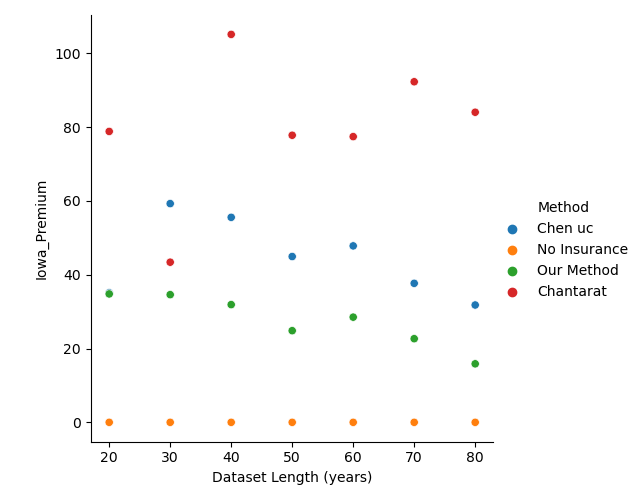 100
80
60
40
20
0
Iowa_Premium
20 30 40 50 60 70 80
Dataset Length (years)
Method
Chen uc
No Insurance
Our Method
Chantarat